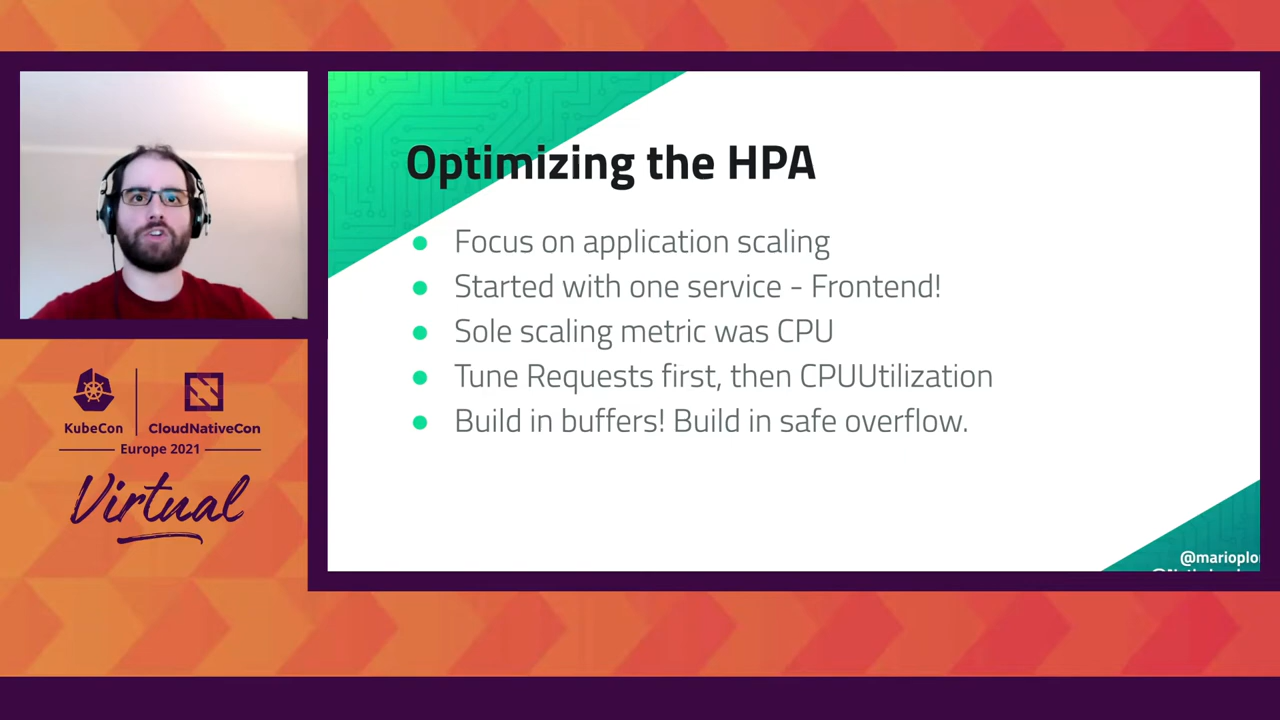 Optimizing the HPA
Focus on application scaling
Started with one service - Frontend!
Sole scaling metric was CPU
Tune Requests first, then CPUUtilization
Build in buffers! Build in safe overflow.
@marioplo
KubeCon
CloudNativeCon
Europe 2021
Virtual